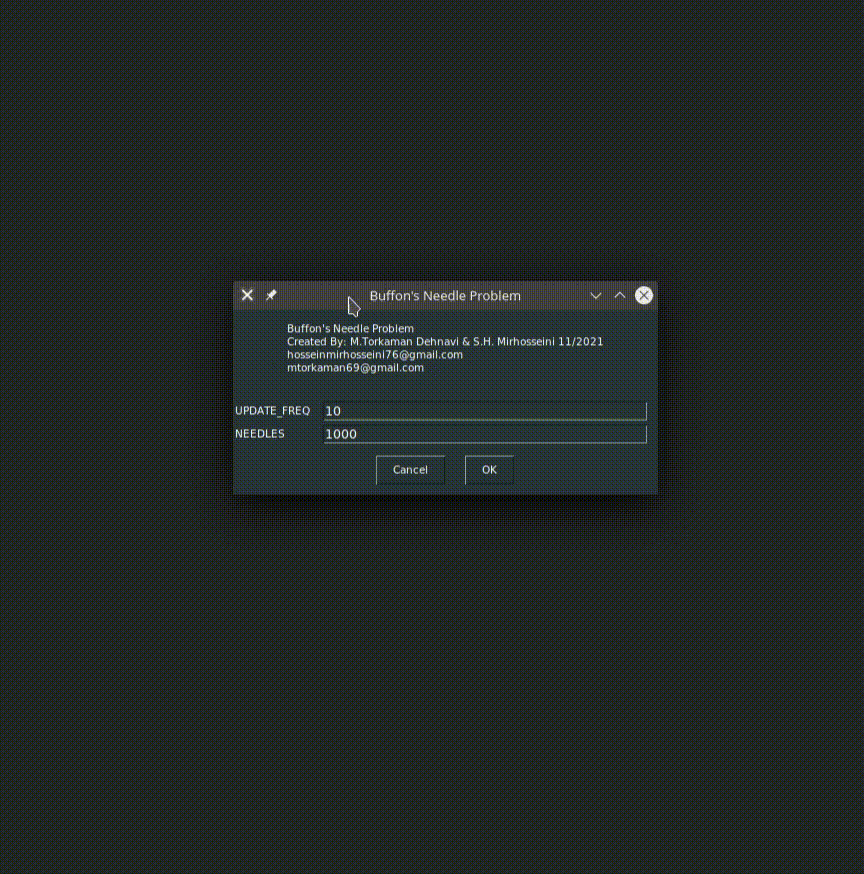 Buffon's Needle Problem
Buffon's Needle Problem
Created By: M.Torkaman Dehnavi & S.H. Mirhosseini 11/2021
hosseinmirhosseini76@gmail.com
mtorkaman69@gmail.com
UPDATE_FREQ 10
NEEDLES 1000
Cancel OK